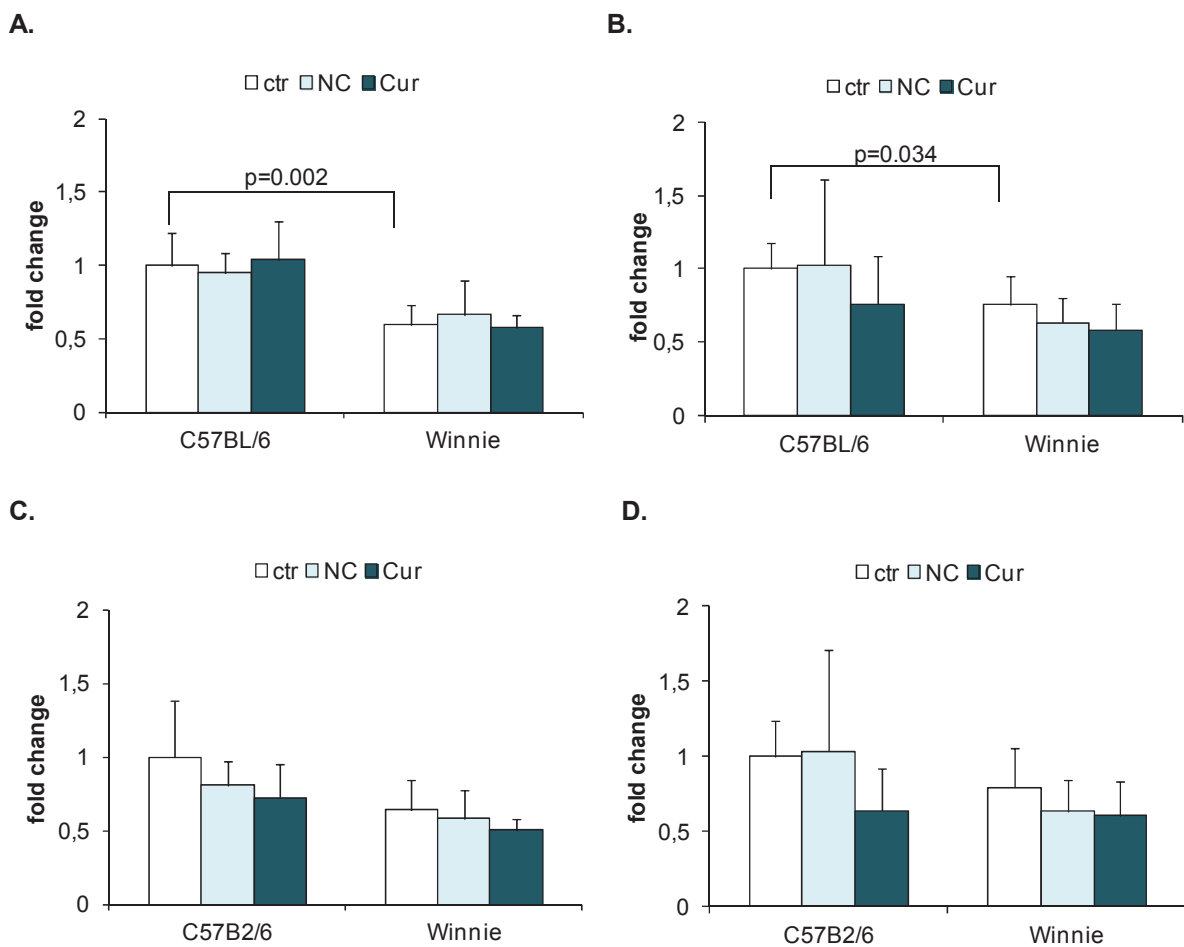 A.
ctr NC Cur
fold change
2
1,5
1
0,5
0
p=0.002
C57BL/6 Winnie
B.
ctr NC Cur
fold change
2
1,5
1
0,5
0
p=0.034
C57BL/6 Winnie
C.
ctr NC Cur
fold change
2
1,5
1
0,5
0
C57B2/6 Winnie
D.
ctr NC Cur
fold change
2
1,5
1
0,5
0
C57B2/6 Winnie